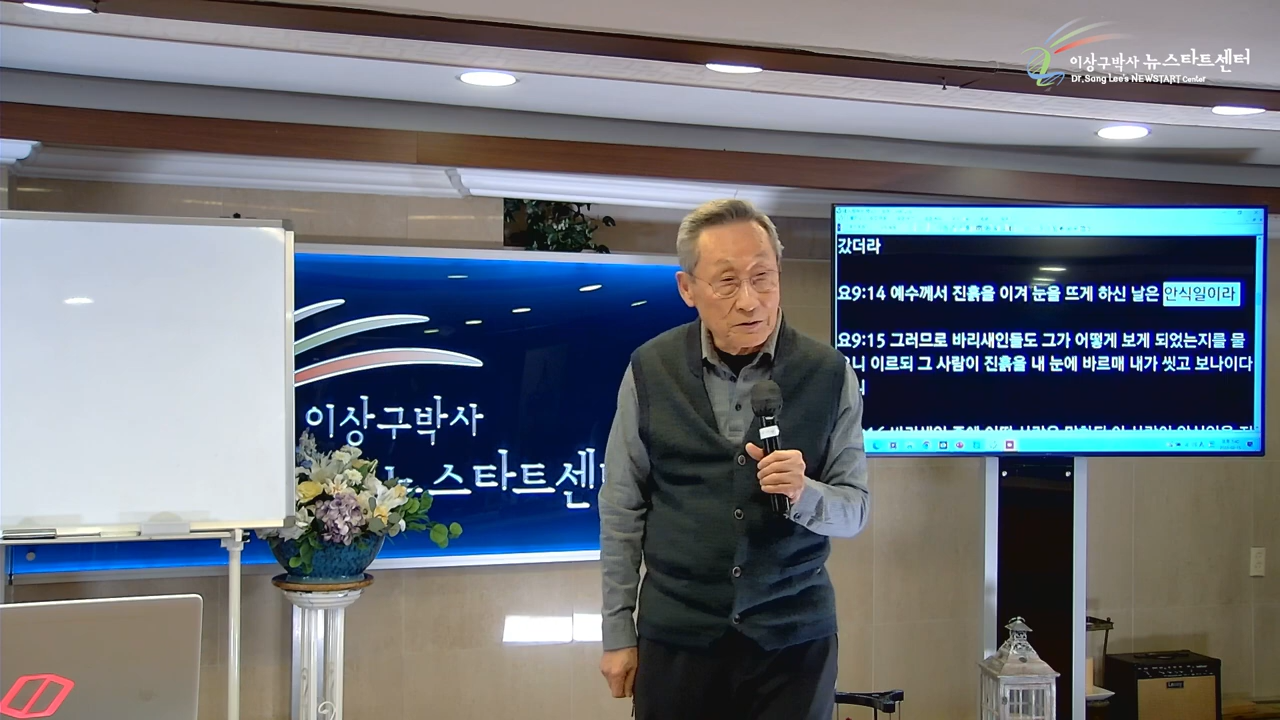 이상구박사 뉴스타트센터
Dr. Sang Lee's NEWSTART Center
갔더라
요9:14 예수께서 진흙을 이겨 눈을 뜨게 하신 날은 안식일이라
요9:15 그러므로 바리새인들도 그가 어떻게 보게 되었는지를 물
으니 이르되 그 사람이 진흙을 내 눈에 바르매 내가 씻고 보나이다
이상구박사
뉴스타트센
Laney